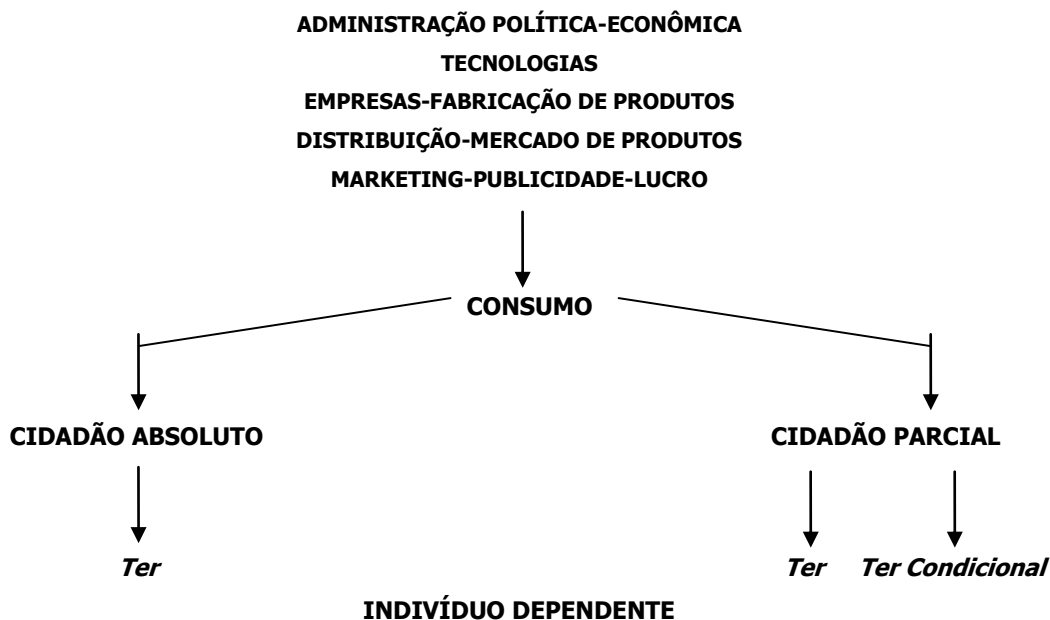 ADMINISTRAÇÃO POLÍTICA-ECONÔMICA
TECNOLOGIAS
EMPRESAS-FABRICAÇÃO DE PRODUTOS
DISTRIBUIÇÃO-MERCADO DE PRODUTOS
MARKETING-PUBLICIDADE-LUCRO
CONSUMO
CIDADÃO ABSOLUTO
CIDADÃO PARCIAL
Ter
Ter
Ter Condicional
INDIVÍDUO DEPENDENTE